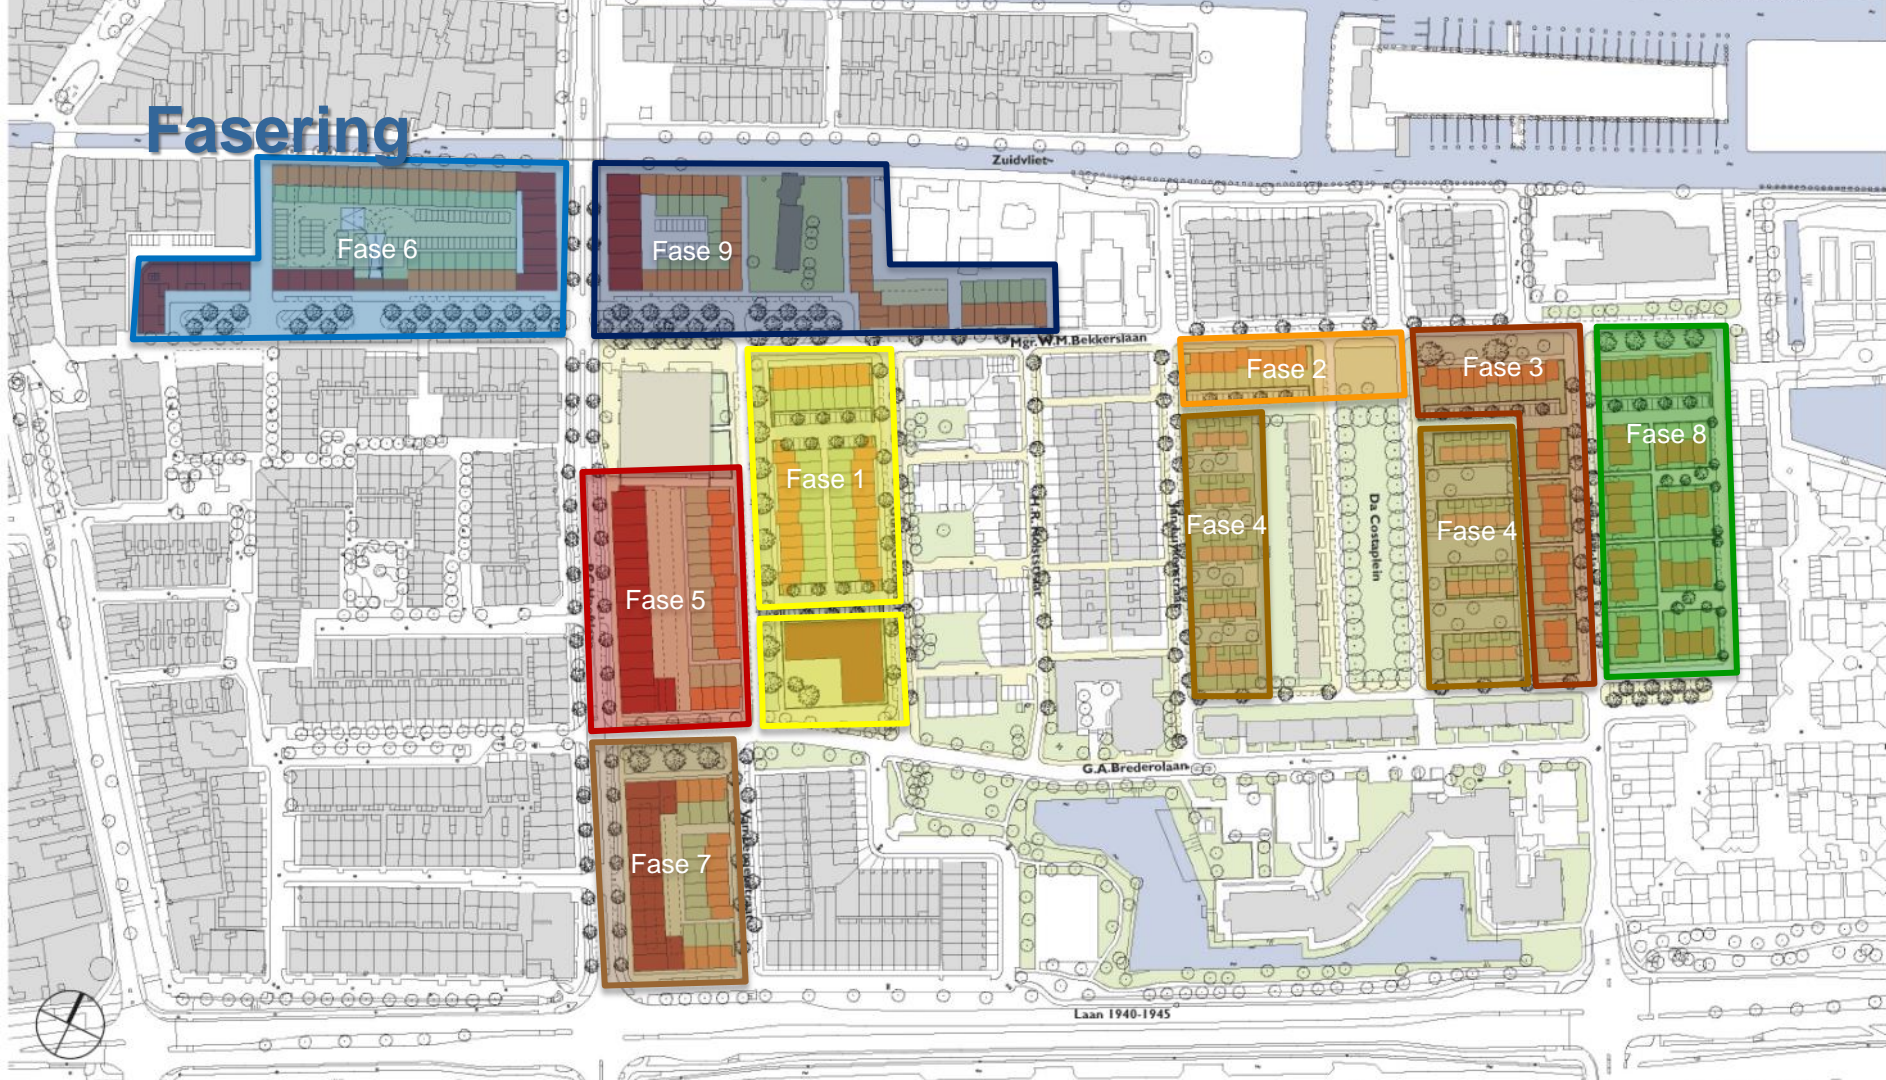 Fasering
Zuidvliet
Fase 6
Fase 9
Mgr. W.M.Bekkerslaan
Fase 2
Fase 3
Fase 8
Fase 1
Fase 4
Da Costaplein
Fase 4
Fase 5
G.A.Brederolaan
Fase 7
Laan 1940-1945